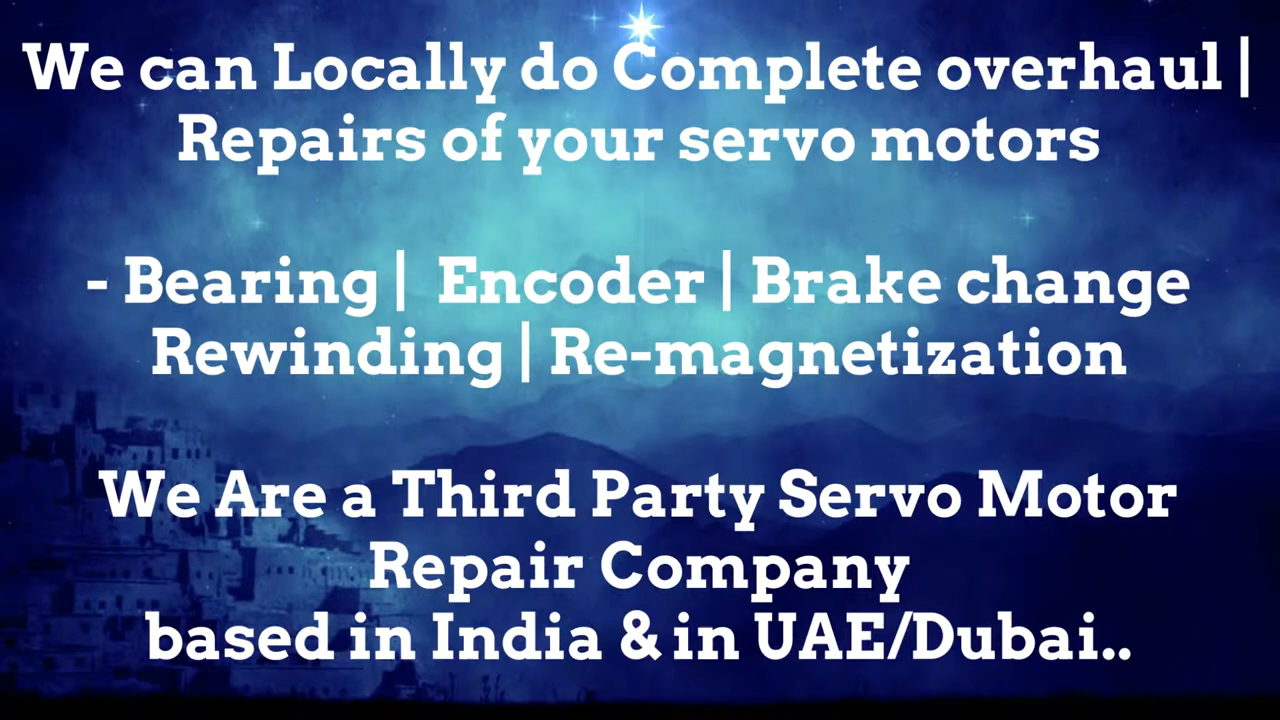 We can Locally do Complete overhaul |
Repairs of your servo motors
- Bearing | Encoder | Brake change
Rewinding | Re-magnetization
We Are a Third Party Servo Motor
Repair Company
based in India & in UAE/Dubai..